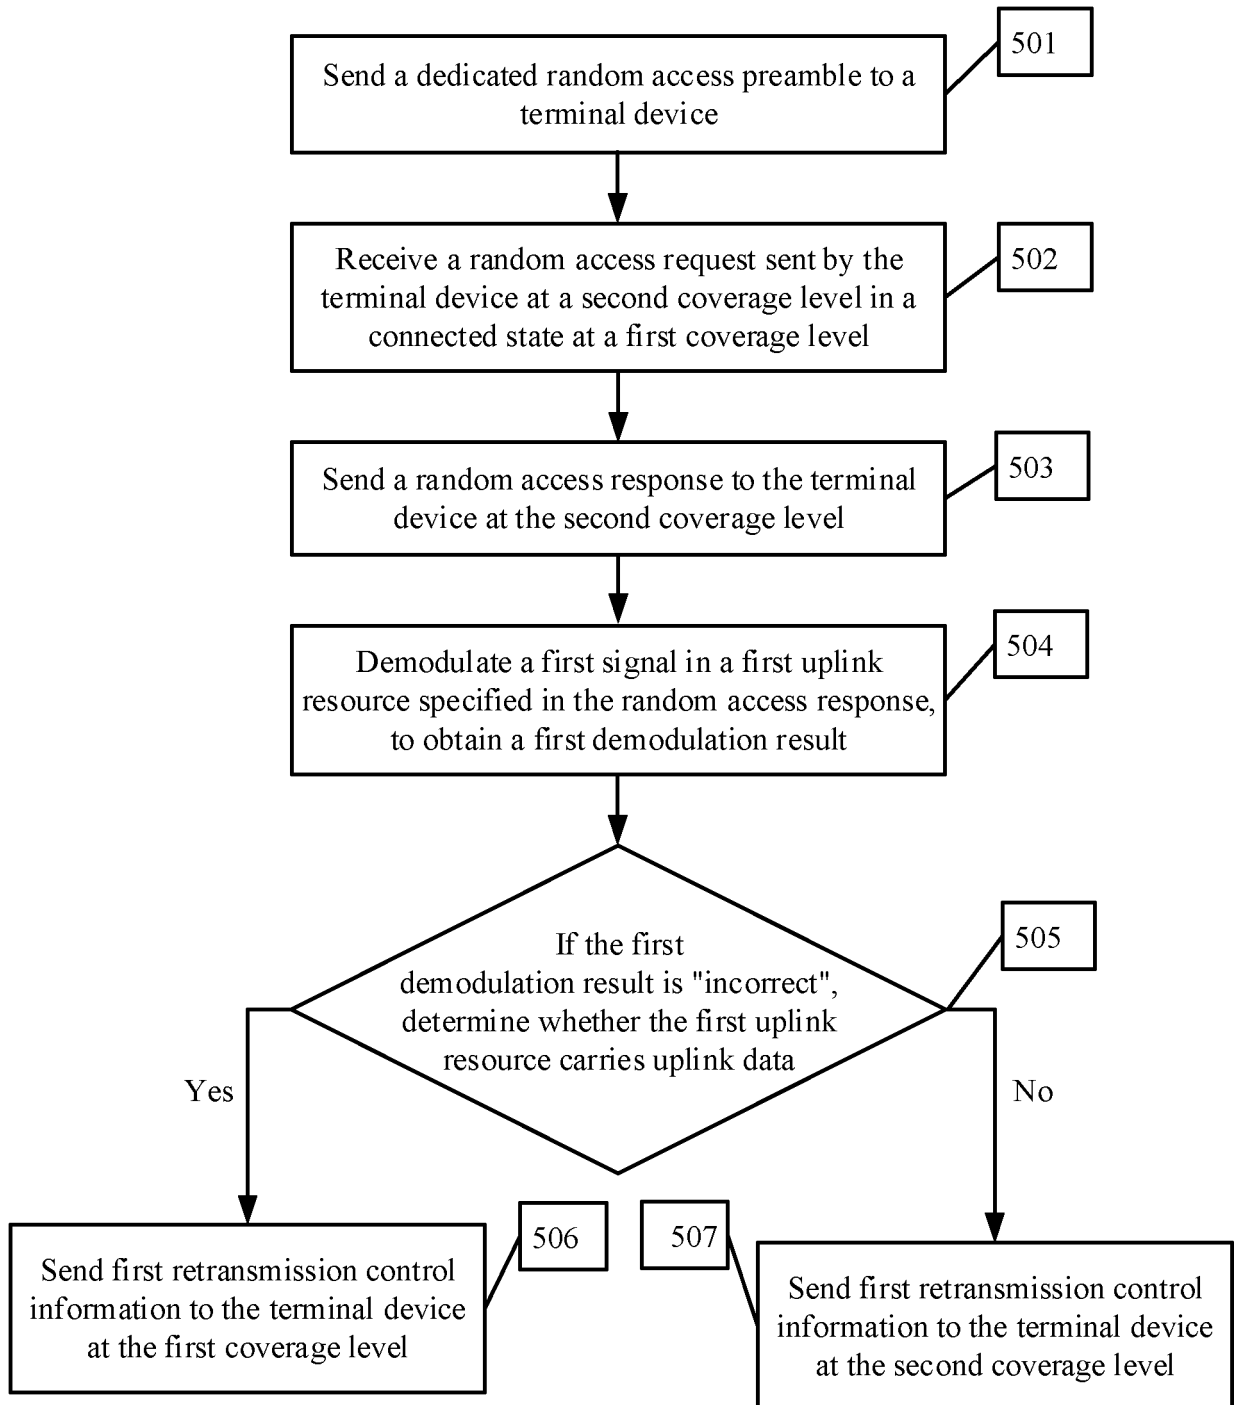 501
Send a dedicated random access preamble to a
terminal device
502
Receive a random access request sent by the
terminal device at a second coverage level in a
connected state at a first coverage level
503
Send a random access response to the terminal
device at the second coverage level
504
Demodulate a first signal in a first uplink
resource specified in the random access response,
to obtain a first demodulation result
505
If the first
demodulation result is "incorrect",
determine whether the first uplink
resource carries uplink data
Yes
No
506
Send first retransmission control
information to the terminal device
at the first coverage level
507
Send first retransmission control
information to the terminal device
at the second coverage level